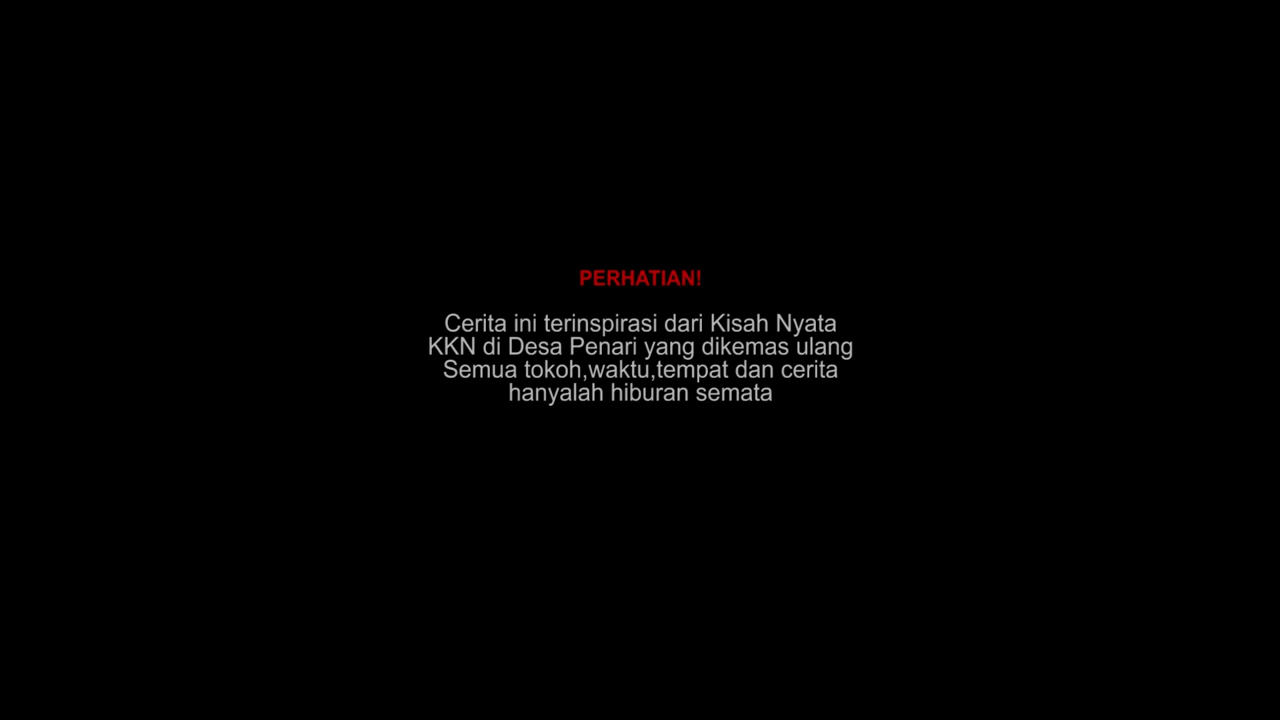 PERHATIAN!
Cerita ini terinspirasi dari Kisah Nyata
KKN di Desa Penari yang dikemas ulang
Semua tokoh,waktu,tempat dan cerita
hanyalah hiburan semata